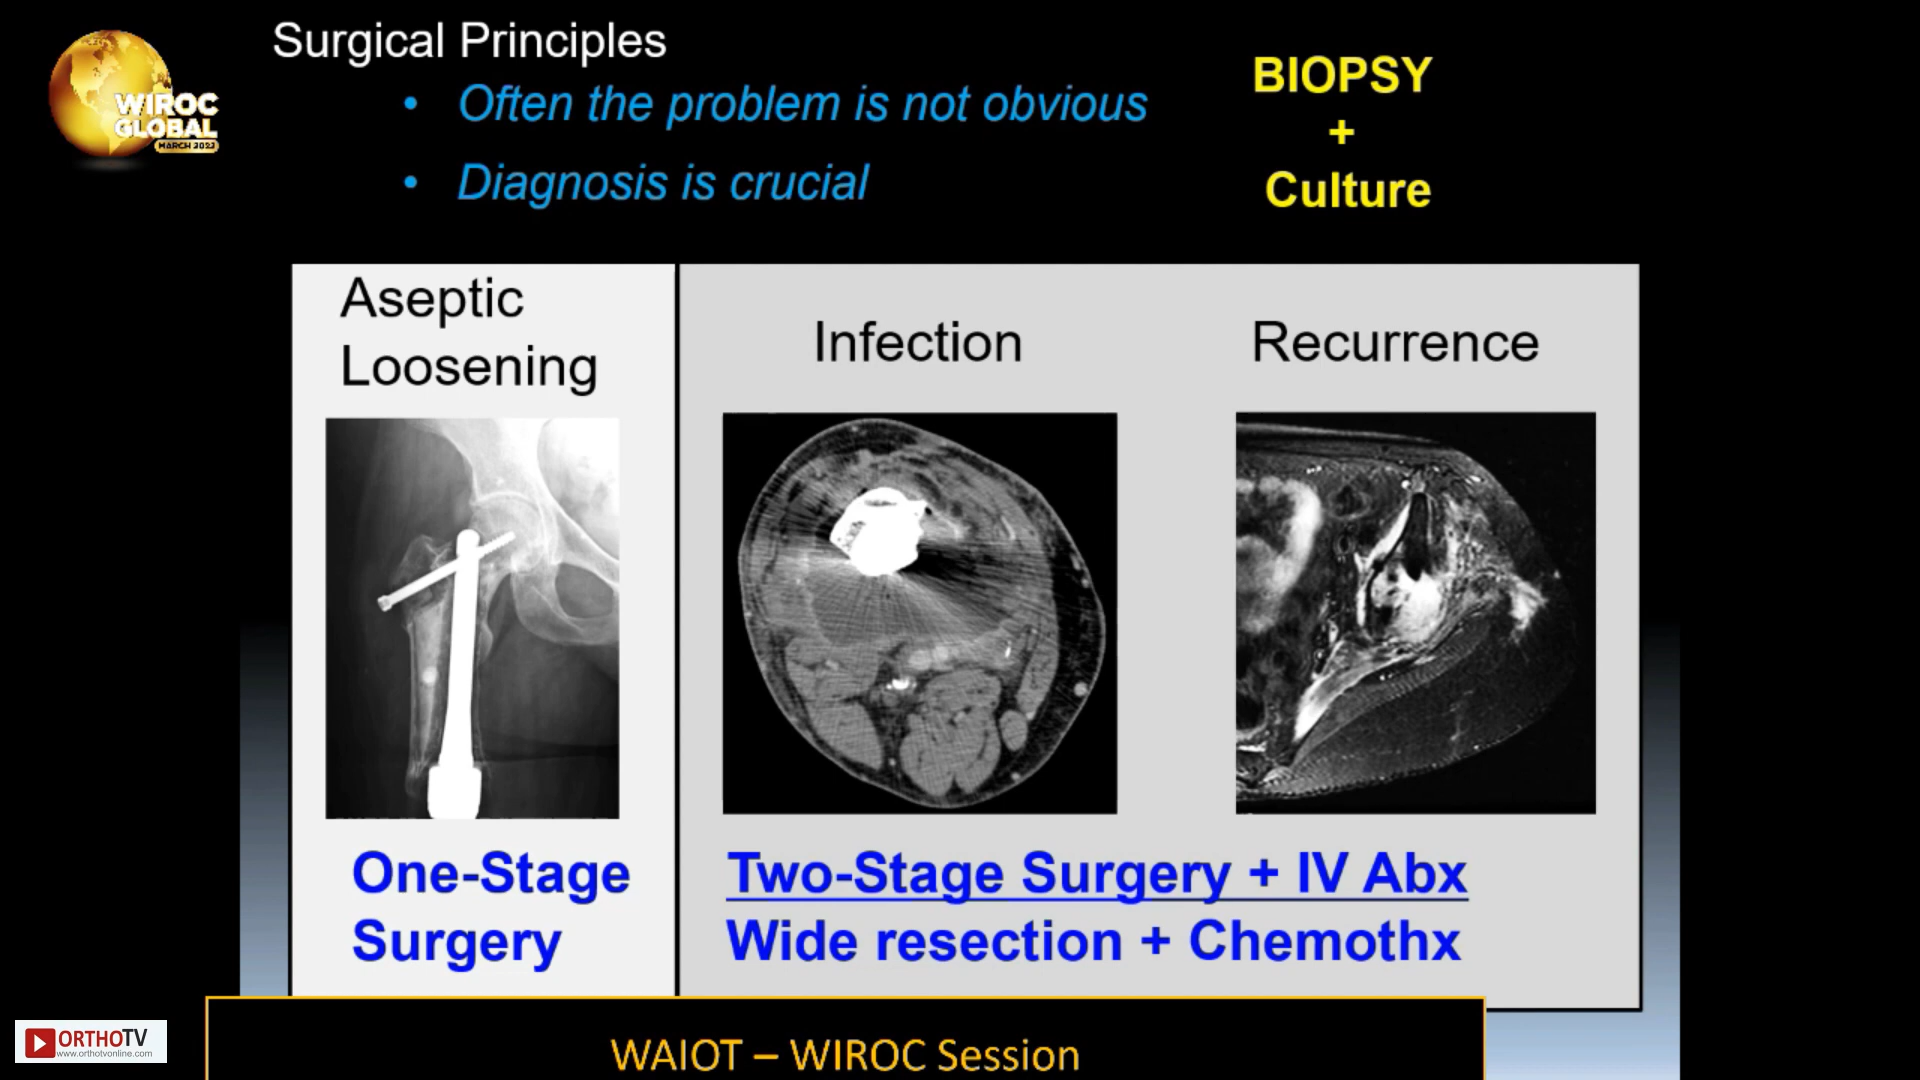 WIROC
GLOBAL
MARCH 2023
Surgical Principles
• Often the problem is not obvious
• Diagnosis is crucial
BIOPSY
+
Culture
Aseptic
Loosening
Infection
Recurrence
One-Stage
Surgery
Two-Stage Surgery + IV Abx
Wide resection + Chemothx
ORTHOTV
www.orthotvonline.com
WAIOT – WIROC Session